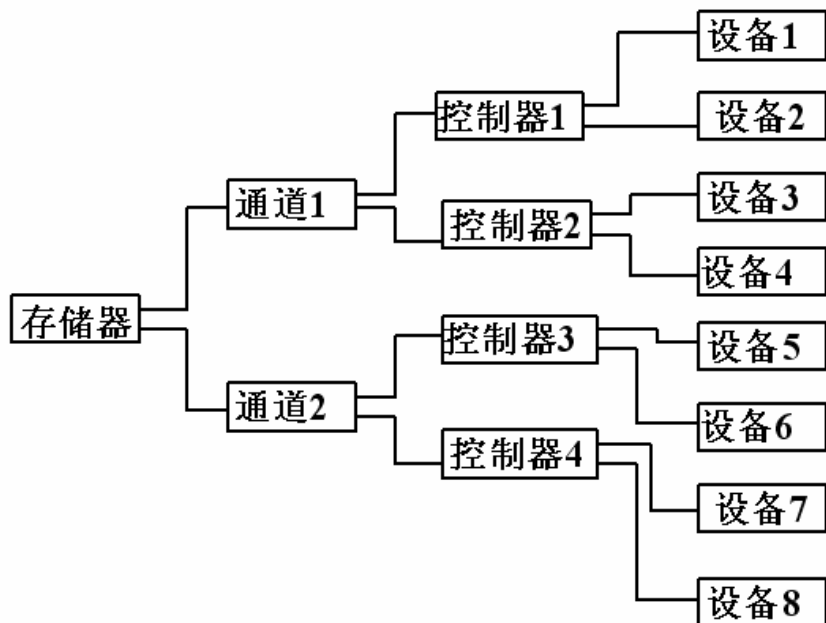 存储器
通道1
通道2
控制器1
控制器2
控制器3
控制器4
设备1
设备2
设备3
设备4
设备5
设备6
设备7
设备8